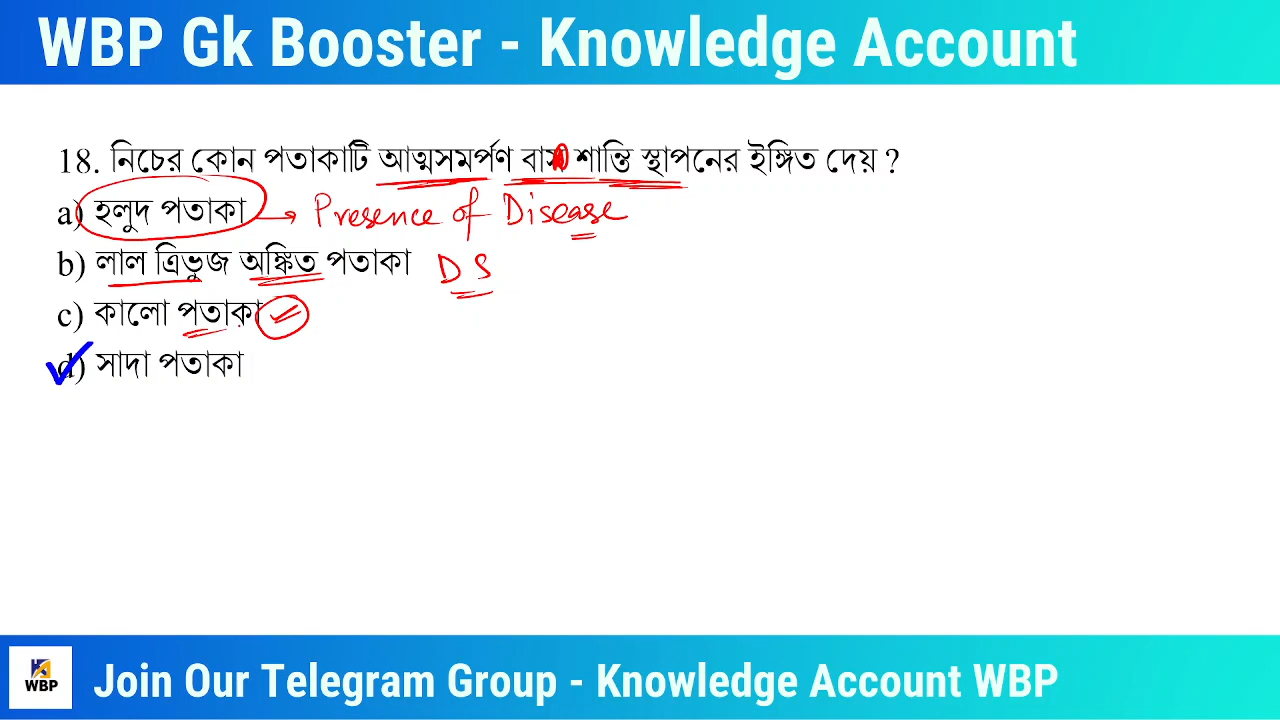 WBP Gk Booster - Knowledge Account
18. নিচের কোন পতাকাটি আত্মসমর্পণ বা শান্তি স্থাপনের ইঙ্গিত দেয় ?
a) হলুদ পতাকা → Presence of Disease
b) লাল ত্রিভুজ অঙ্কিত পতাকা D S
c) কালো পতাকা
d) সাদা পতাকা
WBP
Join Our Telegram Group - Knowledge Account WBP